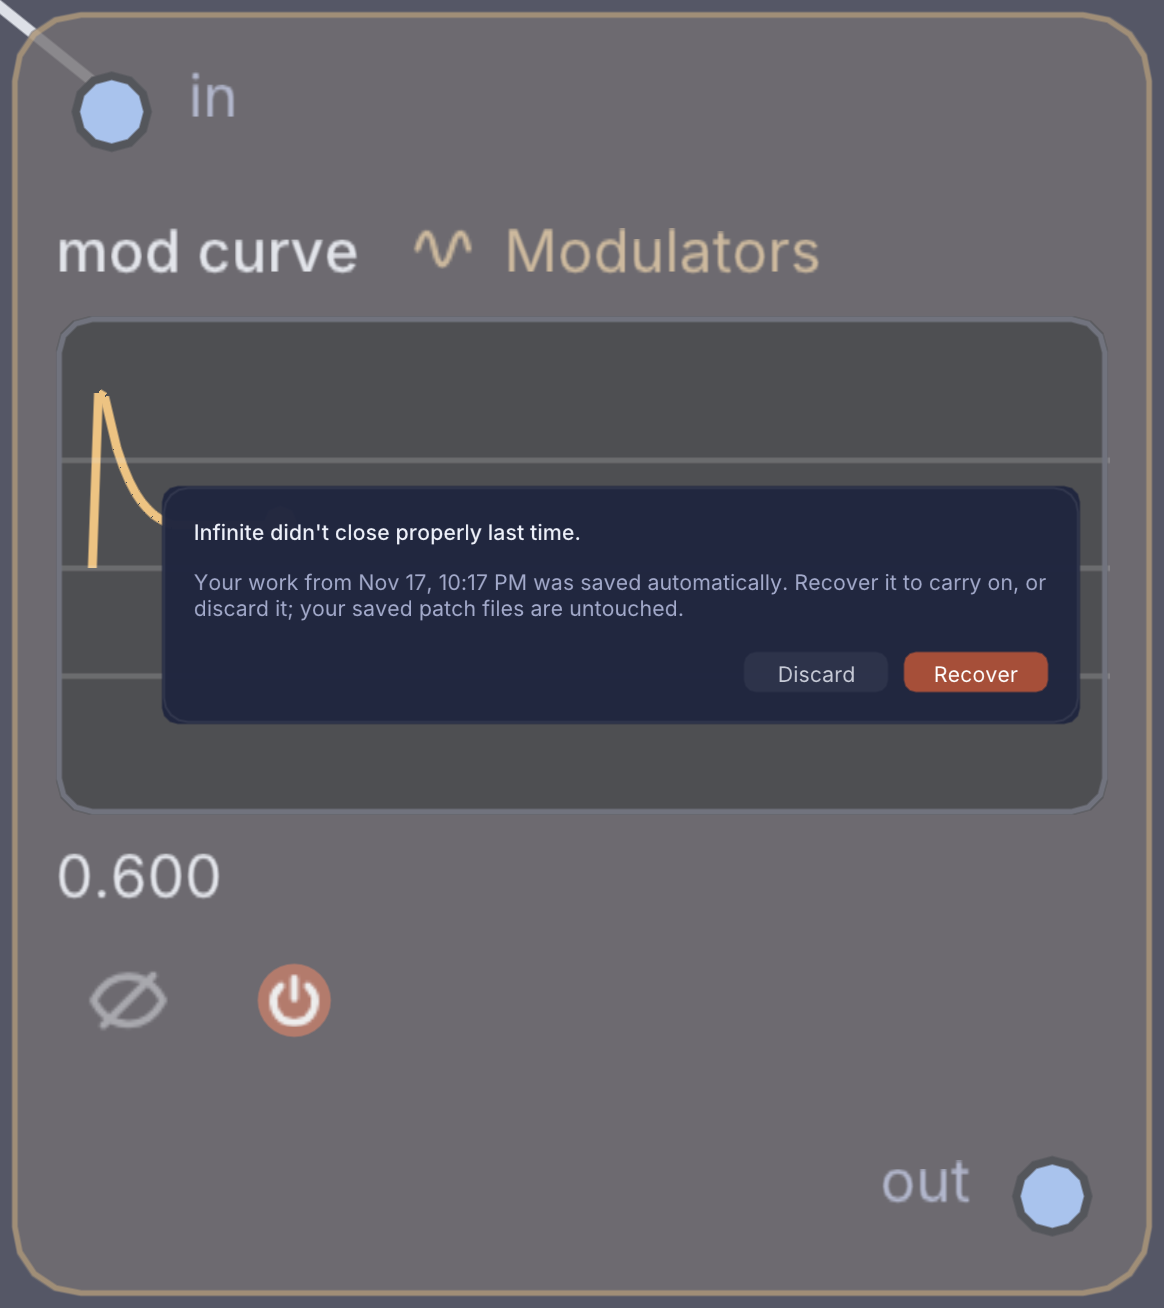 in
mod curve Modulators
Infinite didn't close properly last time.
Your work from Nov 17, 10:17 PM was saved automatically. Recover it to carry on, or
discard it; your saved patch files are untouched.
Discard Recover
0.600
out